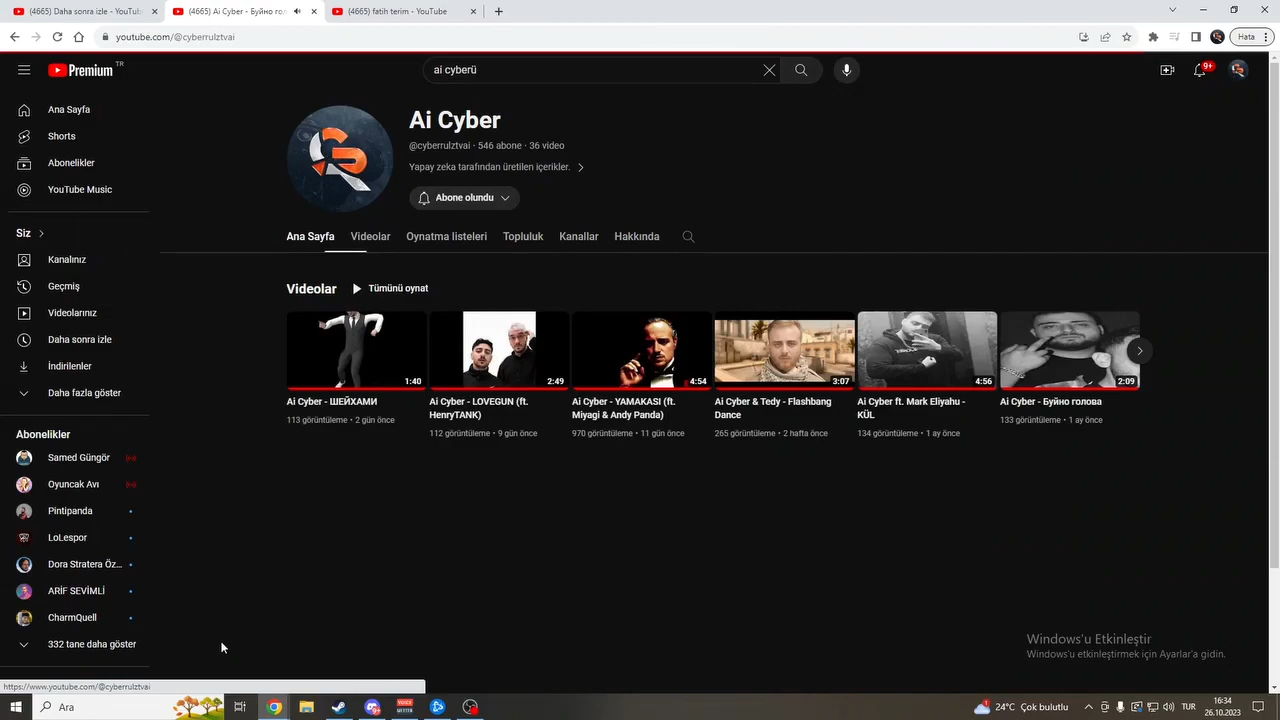 (4665) Daha sonra izle - YouTub
(4665) Ai Cyber - Буйно гол
(4665) fatih terim - YouTube
youtube.com/@cyberrulztvai
Hata
Premium TR
ai cyberü
9+
Ana Sayfa
Shorts
Abonelikler
YouTube Music
Siz
Kanalınız
Geçmiş
Videolarınız
Daha sonra izle
İndirilenler
Daha fazla göster
Abonelikler
Samed Güngör
Oyuncak Avı
Pintipanda
LoLespor
Dora Stratera Öz...
ARİF SEVİMLİ
CharmQuell
332 tane daha göster
Ai Cyber
@cyberrulztvai · 546 abone · 36 video
Yapay zeka tarafından üretilen içerikler.
Abone olundu
Ana Sayfa Videolar Oynatma listeleri Topluluk Kanallar Hakkında
Videolar Tümünü oynat
1:40
Ai Cyber - ШЕЙХАМИ
113 görüntüleme • 2 gün önce
2:49
Ai Cyber - LOVEGUN (ft.
HenryTANK)
112 görüntüleme • 9 gün önce
4:54
Ai Cyber - YAMAKASI (ft.
Miyagi & Andy Panda)
970 görüntüleme • 11 gün önce
3:07
Ai Cyber & Tedy - Flashbang
Dance
265 görüntüleme • 2 hafta önce
4:56
Ai Cyber ft. Mark Eliyahu -
KÜL
134 görüntüleme • 1 ay önce
2:09
Ai Cyber - Буйно голова
133 görüntüleme • 1 ay önce
Windows'u Etkinleştir
Windows'u etkinleştirmek için Ayarlar'a gidin.
https://www.youtube.com/@cyberrulztvai
Ara
24°C Çok bulutlu
TUR
16:34
26.10.2023